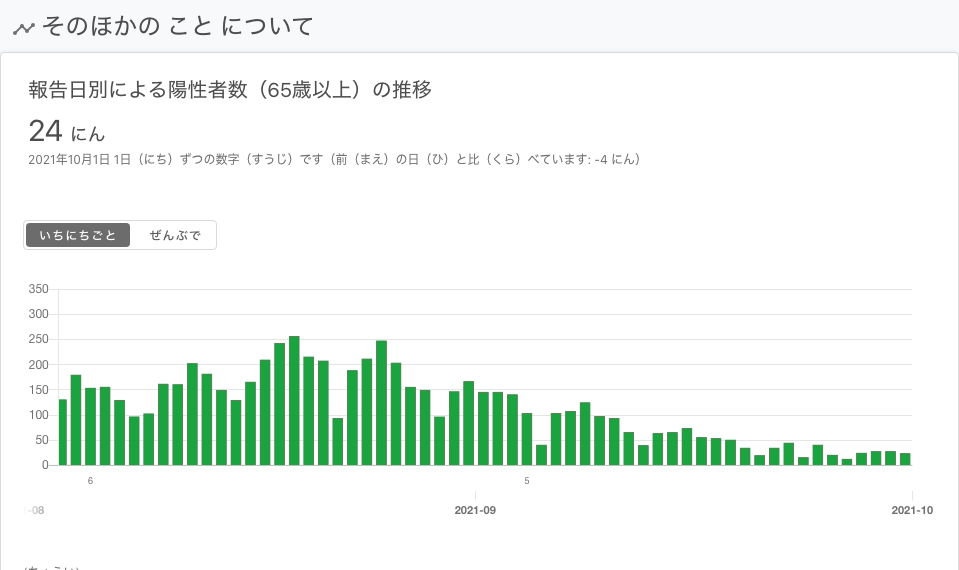 そのほかの こと について
報告日別による陽性者数（65歳以上）の推移
24 にん
2021年10月1日 1日（にち）ずつの数字（すうじ）です（前（まえ）の日（ひ）と比（くら）べています: -4 にん）
いちにちごと ぜんぶで
350
300
250
200
150
100
50
0
6 5
-08 2021-09 2021-10